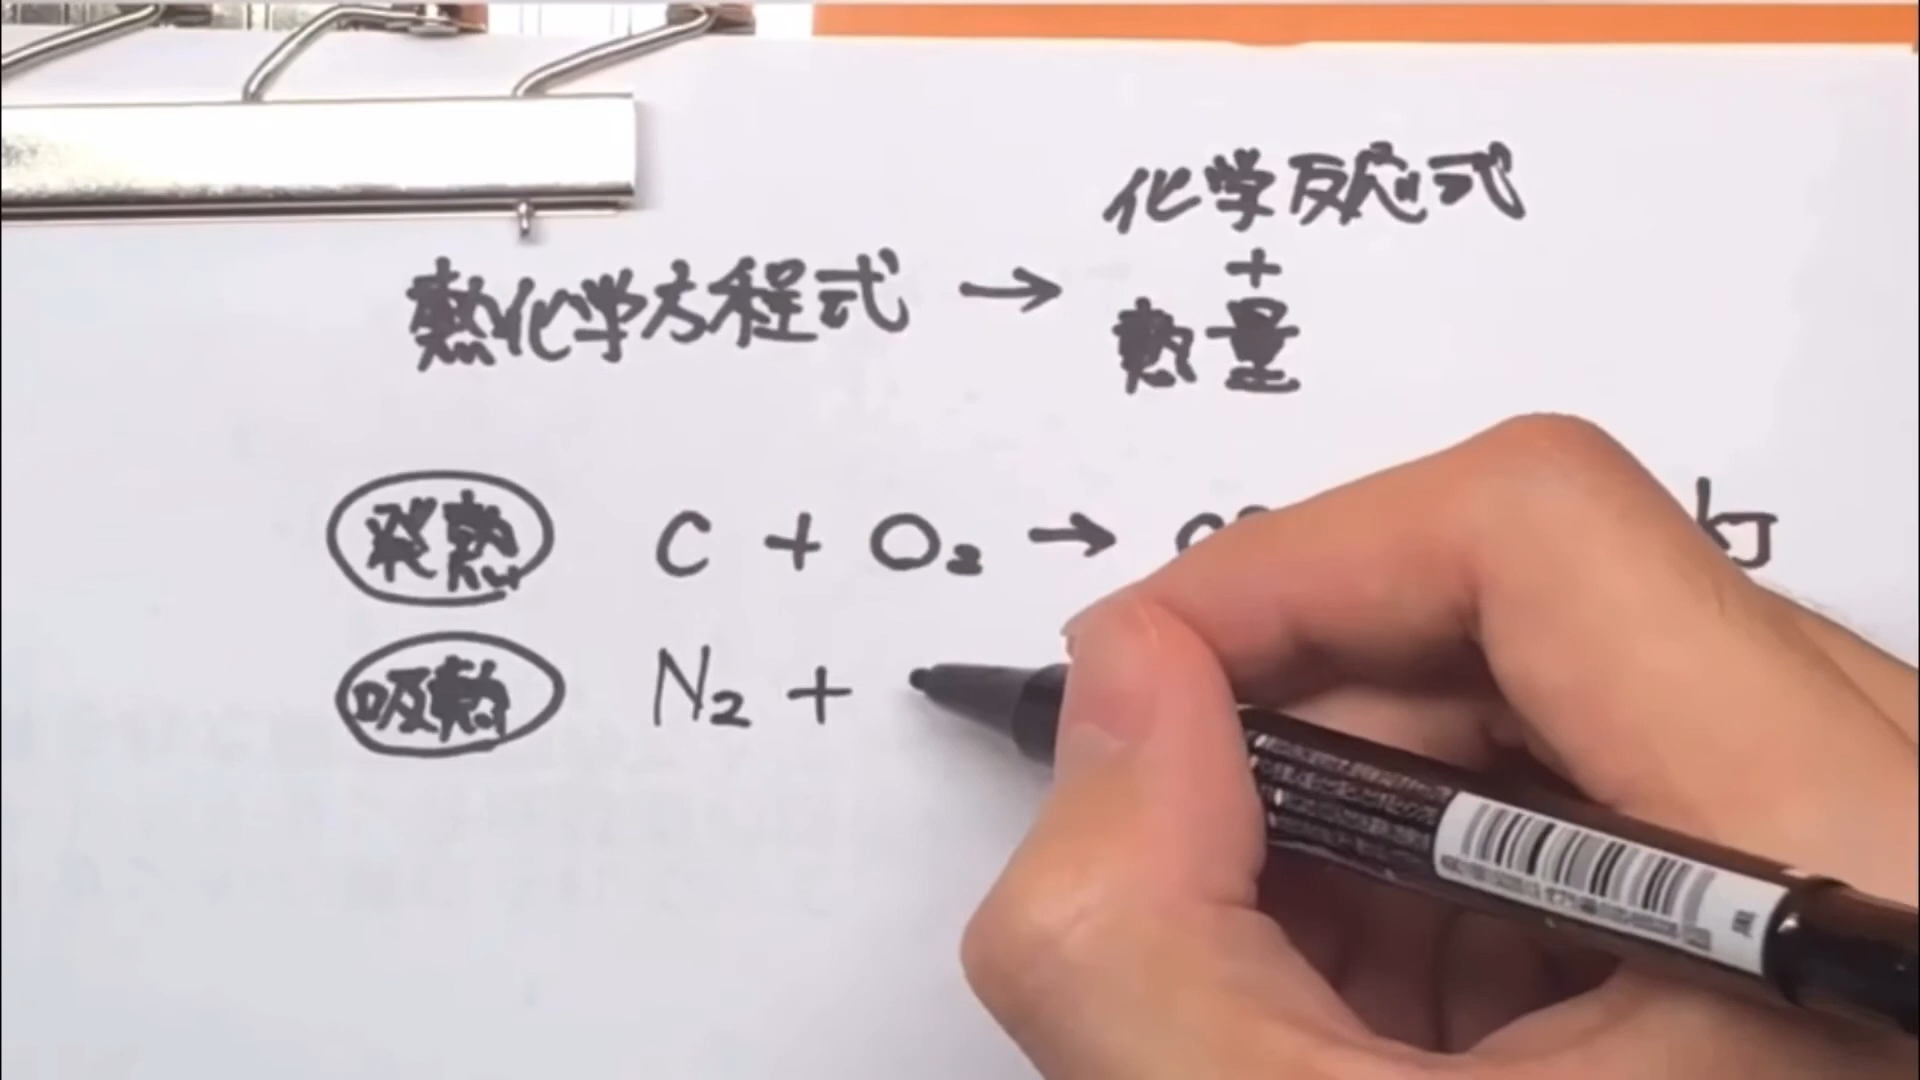 化学反応式
+
熱化学方程式 →
熱量
発熱 C + O₂ → C
吸熱 N₂ +